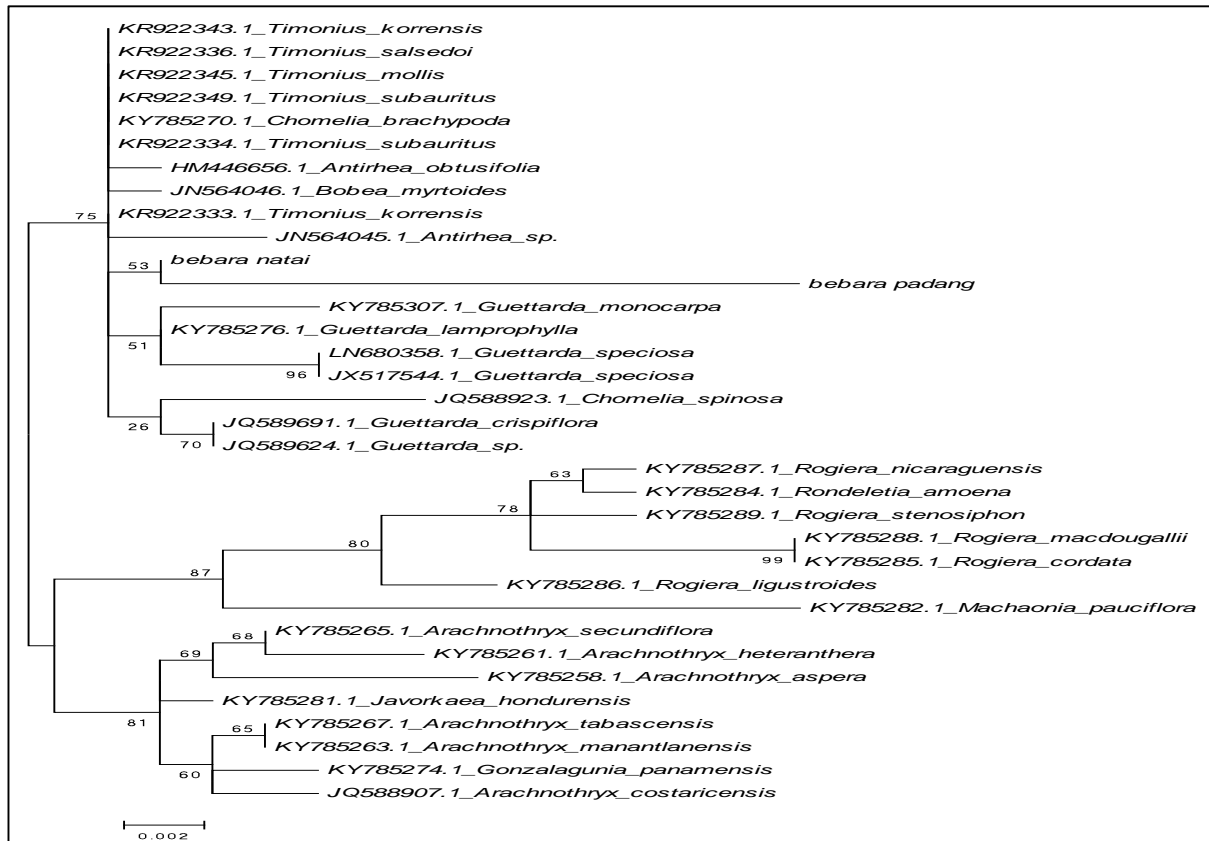 KR922343.1_Timonius_korrensis
KR922336.1_Timonius_salsedoi
KR922345.1_Timonius_mollis
KR922349.1_Timonius_subauritus
KY785270.1_Chomelia_brachypoda
KR922334.1_Timonius_subauritus
HM446656.1_Antirhea_obtusifolia
JN564046.1_Bobea_myrtoides
75
KR922333.1_Timonius_korrensis
JN564045.1_Antirhea_sp.
53
bebara natai
bebara padang
KY785307.1_Guettarda_monocarpa
KY785276.1_Guettarda_lamprophylla
51
LN680358.1_Guettarda_speciosa
96
JX517544.1_Guettarda_speciosa
JQ588923.1_Chomelia_spinosa
26
JQ589691.1_Guettarda_crispiflora
70
JQ589624.1_Guettarda_sp.
KY785287.1_Rogiera_nicaraguensis
63
KY785284.1_Rondeletia_amoena
78
KY785289.1_Rogiera_stenosiphon
KY785288.1_Rogiera_macdougallii
80
99
KY785285.1_Rogiera_cordata
87
KY785286.1_Rogiera_ligustroides
KY785282.1_Machaonia_pauciflora
KY785265.1_Arachnothryx_secundiflora
68
KY785261.1_Arachnothryx_heteranthera
69
KY785258.1_Arachnothryx_aspera
KY785281.1_Javorkaea_hondurensis
81
KY785267.1_Arachnothryx_tabascensis
65
KY785263.1_Arachnothryx_manantlanensis
60
KY785274.1_Gonzalagunia_panamensis
JQ588907.1_Arachnothryx_costaricensis
0.002